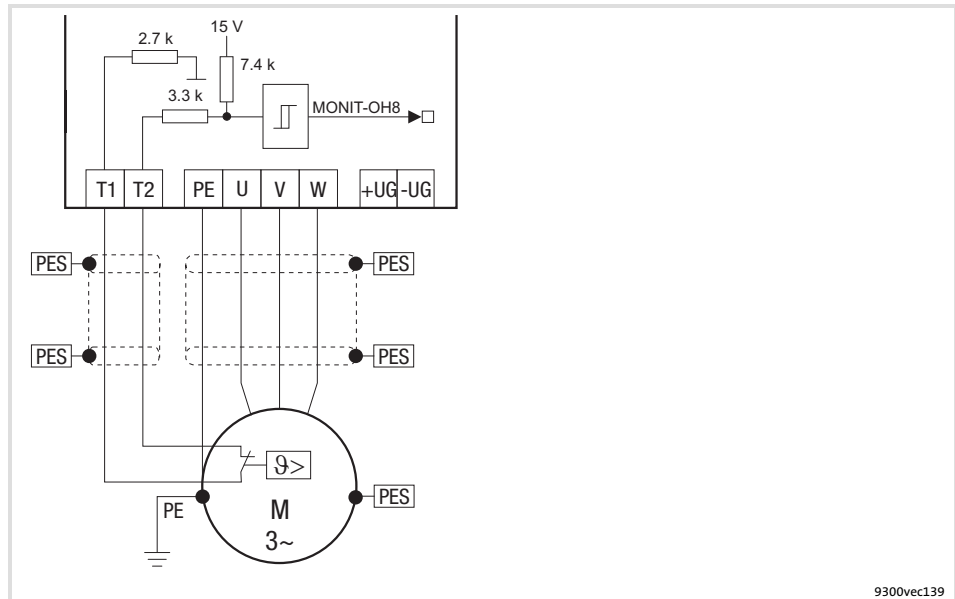 15 V
2.7 k
7.4 k
3.3 k
MONIT-OH8
T1 T2 PE U V W +UG -UG
PES PES
PES PES
ϑ>
PES
PE
M
3~
9300vec139